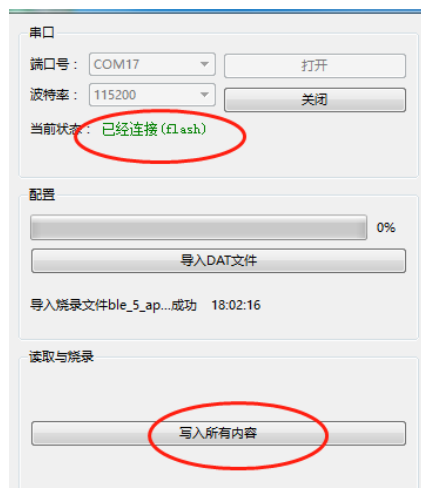 串口
端口号： COM17 打开
波特率： 115200 关闭
当前状态： 已经连接(flash)
配置
0%
导入DAT文件
导入烧录文件ble_5_ap...成功 18:02:16
读取与烧录
写入所有内容